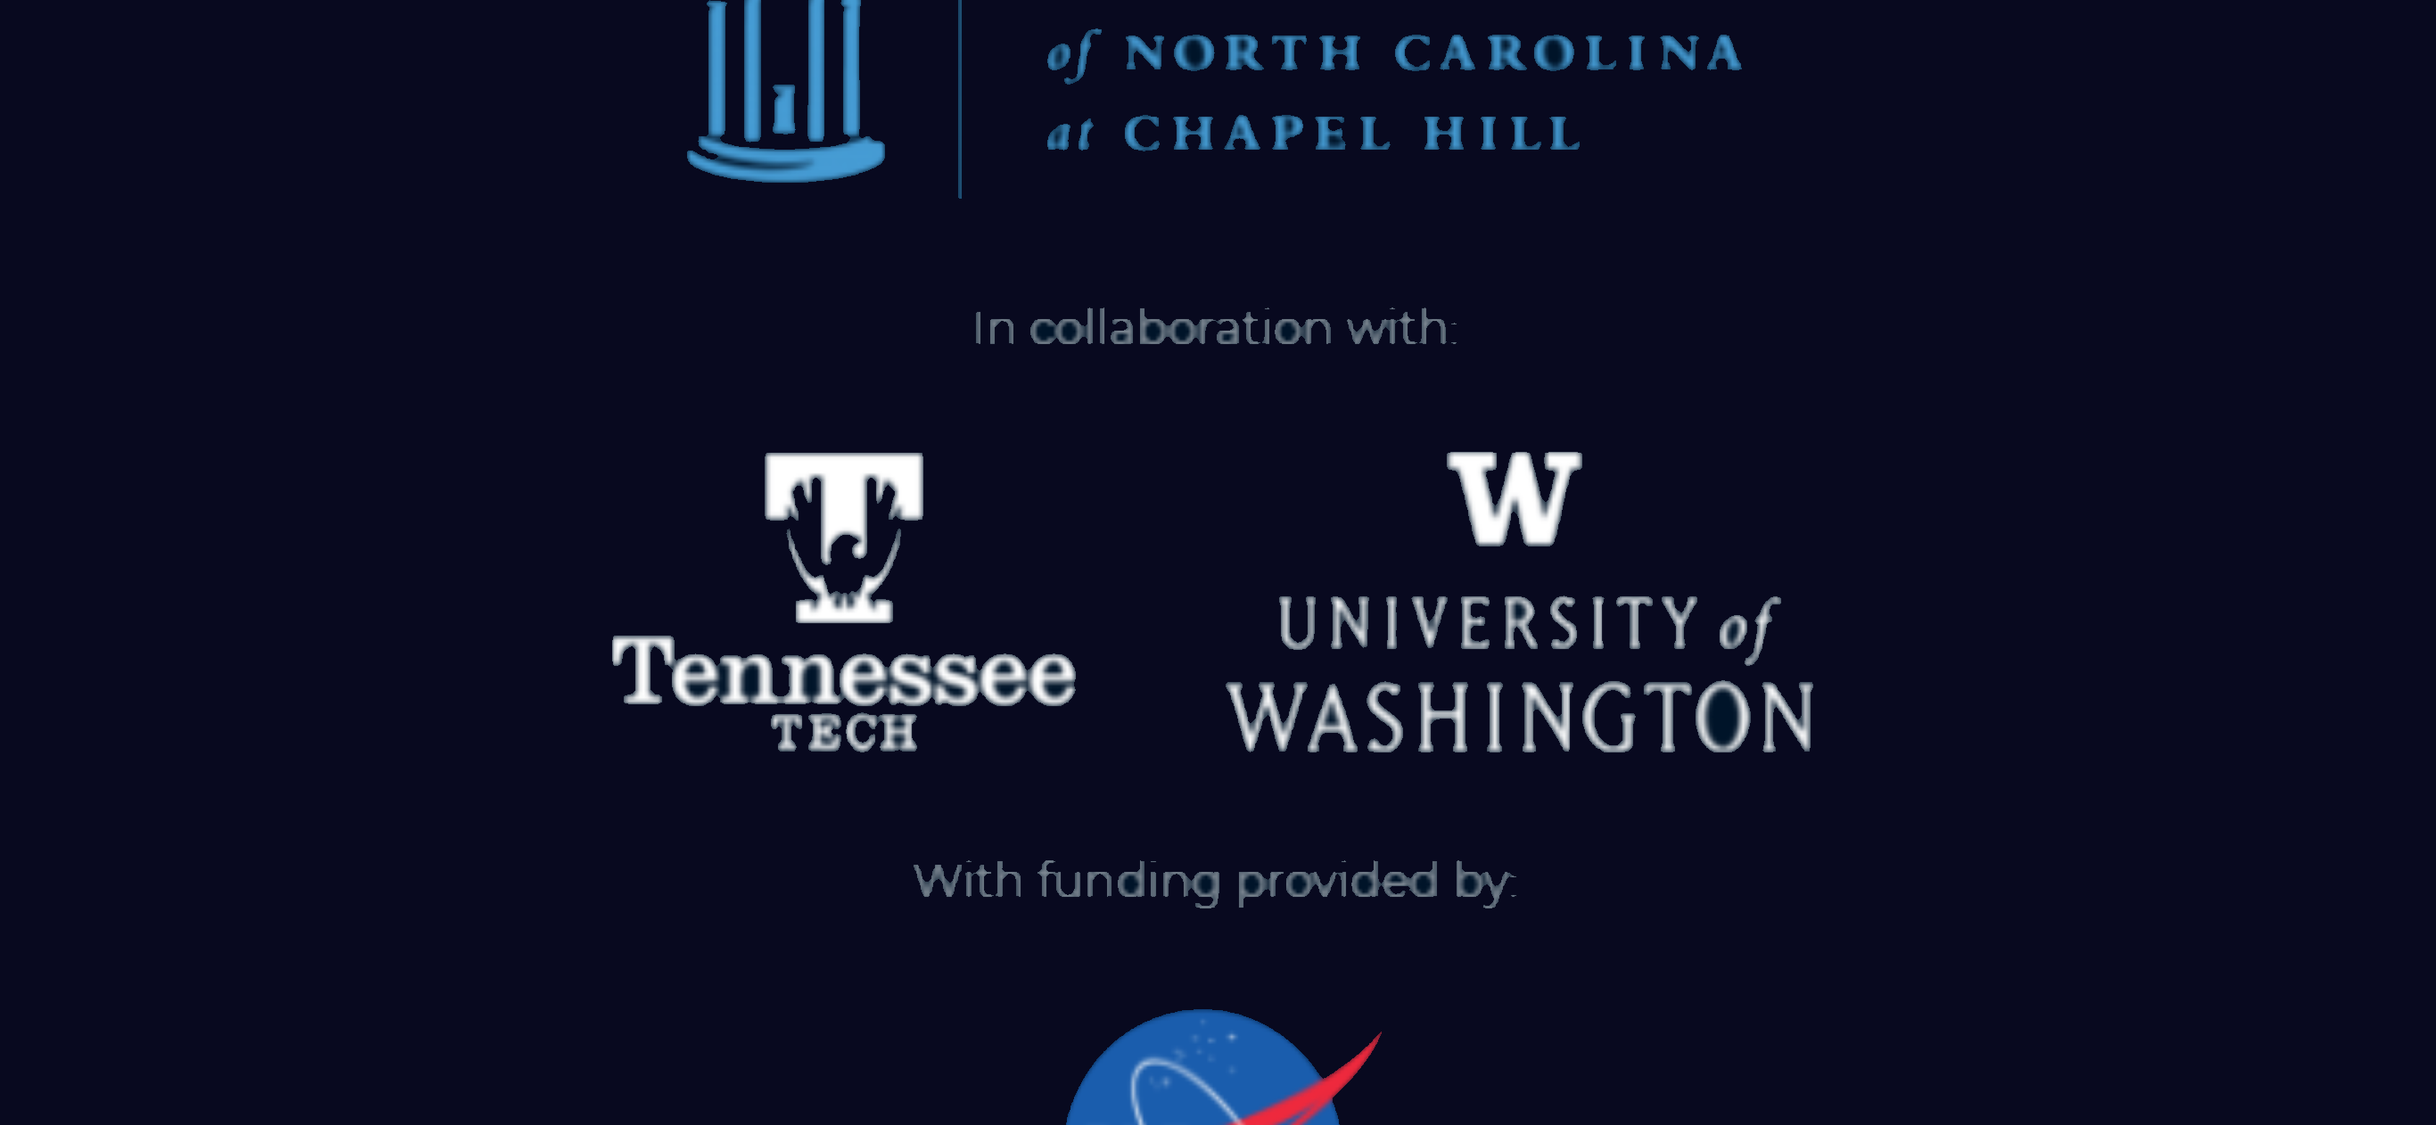 of NORTH CAROLINA
at CHAPEL HILL
In collaboration with:
T
Tennessee
TECH
W
UNIVERSITY of
WASHINGTON
With funding provided by: